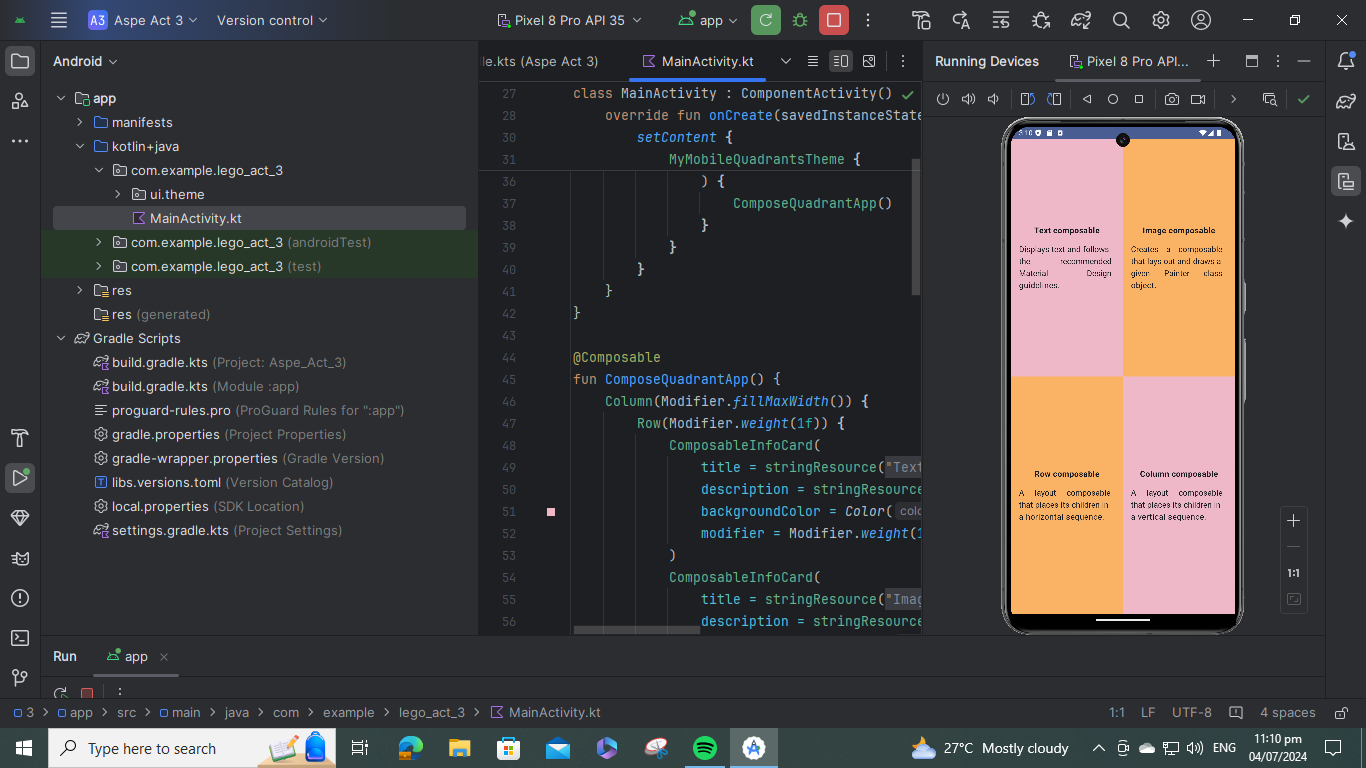 A3 Aspe Act 3 Version control Pixel 8 Pro API 35 app
Android
app
manifests
kotlin+java
com.example.lego_act_3
ui.theme
MainActivity.kt
com.example.lego_act_3 (androidTest)
com.example.lego_act_3 (test)
res
res (generated)
Gradle Scripts
build.gradle.kts (Project: Aspe_Act_3)
build.gradle.kts (Module :app)
proguard-rules.pro (ProGuard Rules for ":app")
gradle.properties (Project Properties)
gradle-wrapper.properties (Gradle Version)
libs.versions.toml (Version Catalog)
local.properties (SDK Location)
settings.gradle.kts (Project Settings)
le.kts (Aspe Act 3) MainActivity.kt
27 class MainActivity : ComponentActivity()
28 override fun onCreate(savedInstanceState
30 setContent {
31 MyMobileQuadrantsTheme {
36 ) {
37 ComposeQuadrantApp()
38 }
39 }
40 }
41 }
42 }
43
44 @Composable
45 fun ComposeQuadrantApp() {
46 Column(Modifier.fillMaxWidth()) {
47 Row(Modifier.weight(1f)) {
48 ComposableInfoCard(
49 title = stringResource("Text
50 description = stringResource
51 backgroundColor = Color(
52 modifier = Modifier.weight(1
53 )
54 ComposableInfoCard(
55 title = stringResource("Imag
56 description = stringResource
Running Devices Pixel 8 Pro API...
Text composable
Displays text and follows
the recommended
Material Design
guidelines.
Image composable
Creates a composable
that lays out and draws a
given Painter class
object.
Row composable
A layout composable
that places its children in
a horizontal sequence.
Column composable
A layout composable
that places its children in
a vertical sequence.
1:1
Run app
3 > app > src > main > java > com > example > lego_act_3 > MainActivity.kt
1:1 LF UTF-8 4 spaces
Type here to search
27°C Mostly cloudy
ENG
11:10 pm
04/07/2024